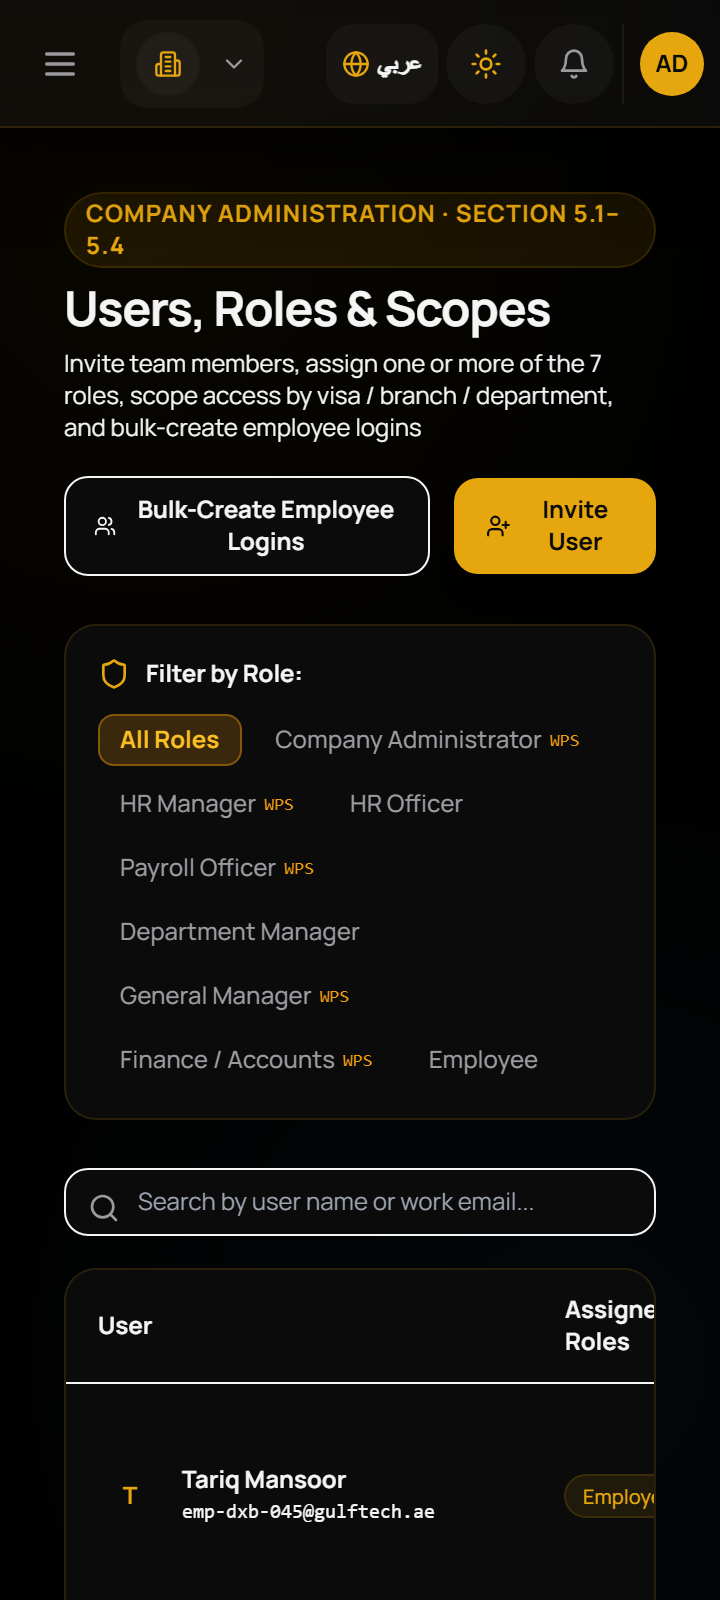 عربي
AD
COMPANY ADMINISTRATION · SECTION 5.1–
5.4
Users, Roles & Scopes
Invite team members, assign one or more of the 7
roles, scope access by visa / branch / department,
and bulk-create employee logins
Bulk-Create Employee
Logins
Invite
User
Filter by Role:
All Roles
Company Administrator WPS
HR Manager WPS
HR Officer
Payroll Officer WPS
Department Manager
General Manager WPS
Finance / Accounts WPS
Employee
Search by user name or work email...
User
Assigne
Roles
T
Tariq Mansoor
emp-dxb-045@gulftech.ae
Employe